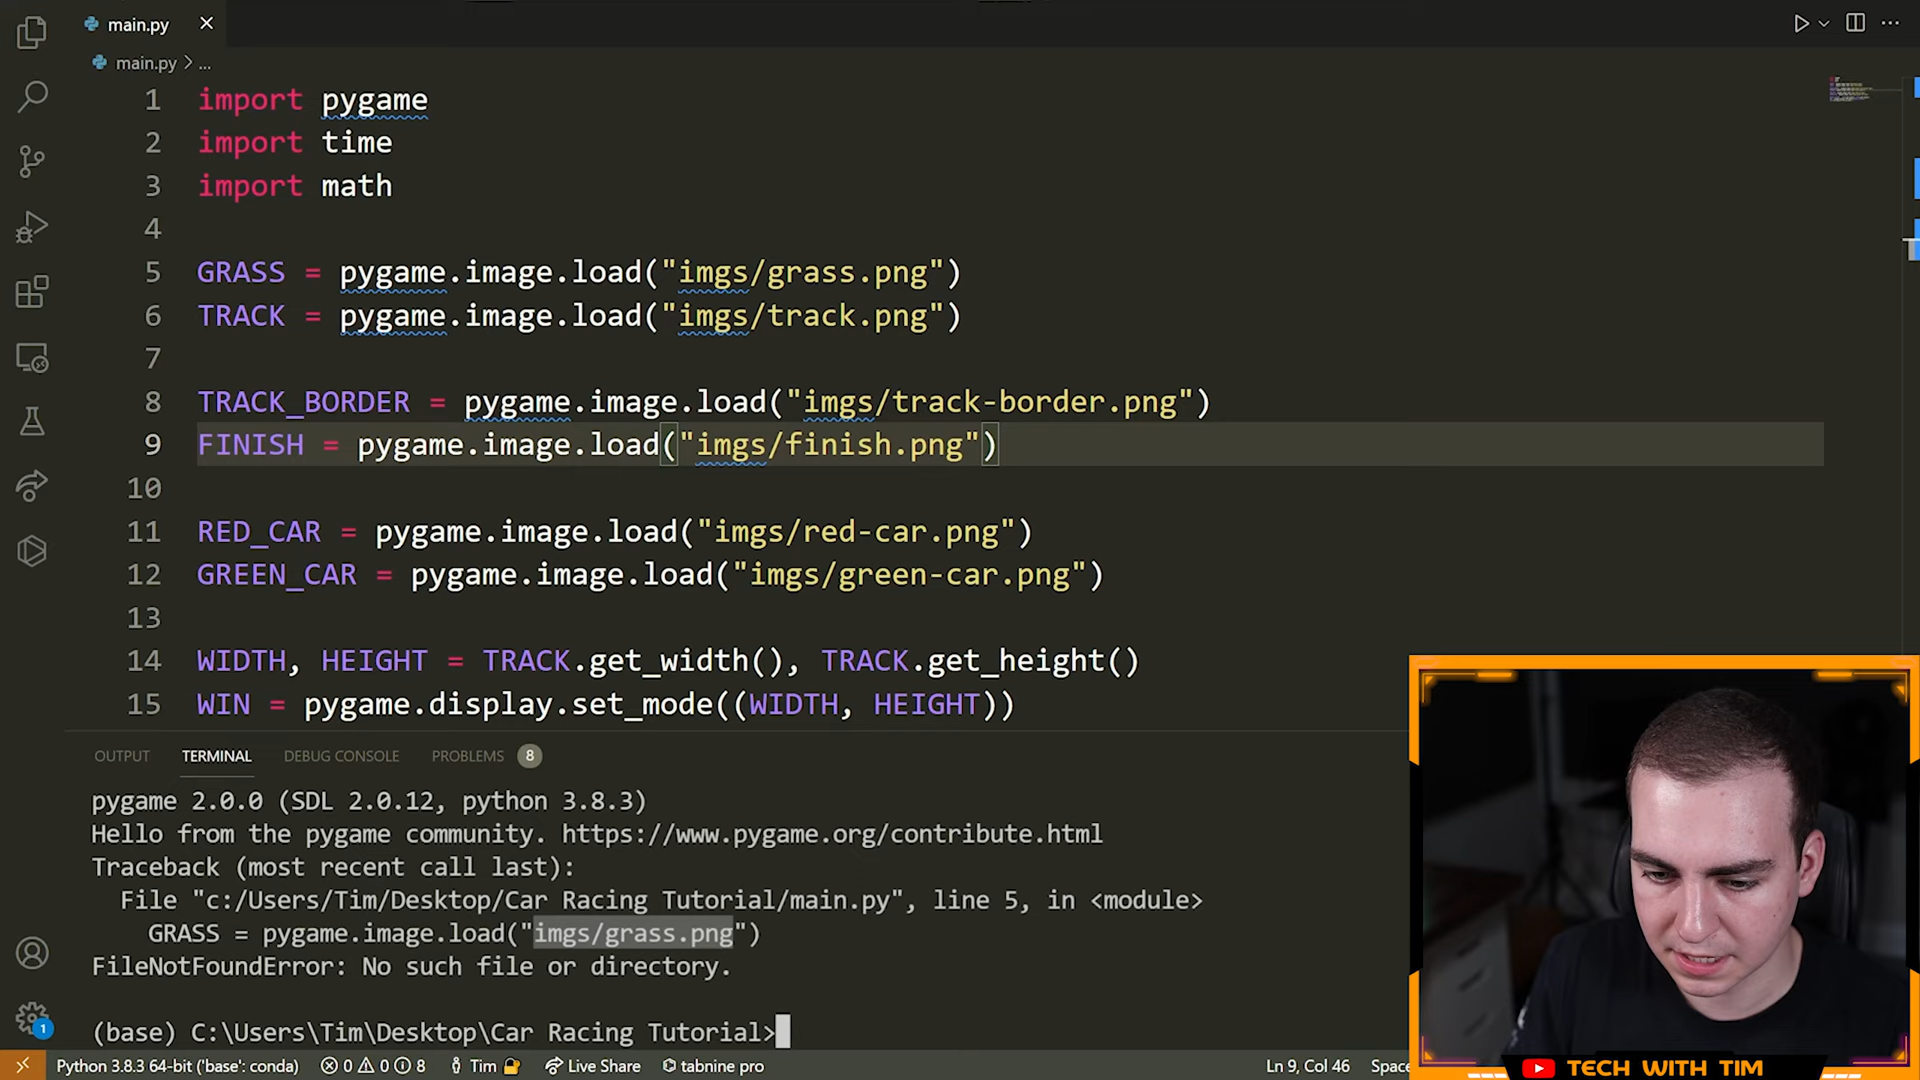 main.py
main.py > ...
1 import pygame
2 import time
3 import math
4
5 GRASS = pygame.image.load("imgs/grass.png")
6 TRACK = pygame.image.load("imgs/track.png")
7
8 TRACK_BORDER = pygame.image.load("imgs/track-border.png")
9 FINISH = pygame.image.load("imgs/finish.png")
10
11 RED_CAR = pygame.image.load("imgs/red-car.png")
12 GREEN_CAR = pygame.image.load("imgs/green-car.png")
13
14 WIDTH, HEIGHT = TRACK.get_width(), TRACK.get_height()
15 WIN = pygame.display.set_mode((WIDTH, HEIGHT))
OUTPUT TERMINAL DEBUG CONSOLE PROBLEMS 8
pygame 2.0.0 (SDL 2.0.12, python 3.8.3)
Hello from the pygame community. https://www.pygame.org/contribute.html
Traceback (most recent call last):
File "c:/Users/Tim/Desktop/Car Racing Tutorial/main.py", line 5, in <module>
GRASS = pygame.image.load("imgs/grass.png")
FileNotFoundError: No such file or directory.
(base) C:\Users\Tim\Desktop\Car Racing Tutorial>
1
Python 3.8.3 64-bit ('base': conda) 0 0 8 Tim Live Share tabnine pro Ln 9, Col 46 Space
TECH WITH TIM